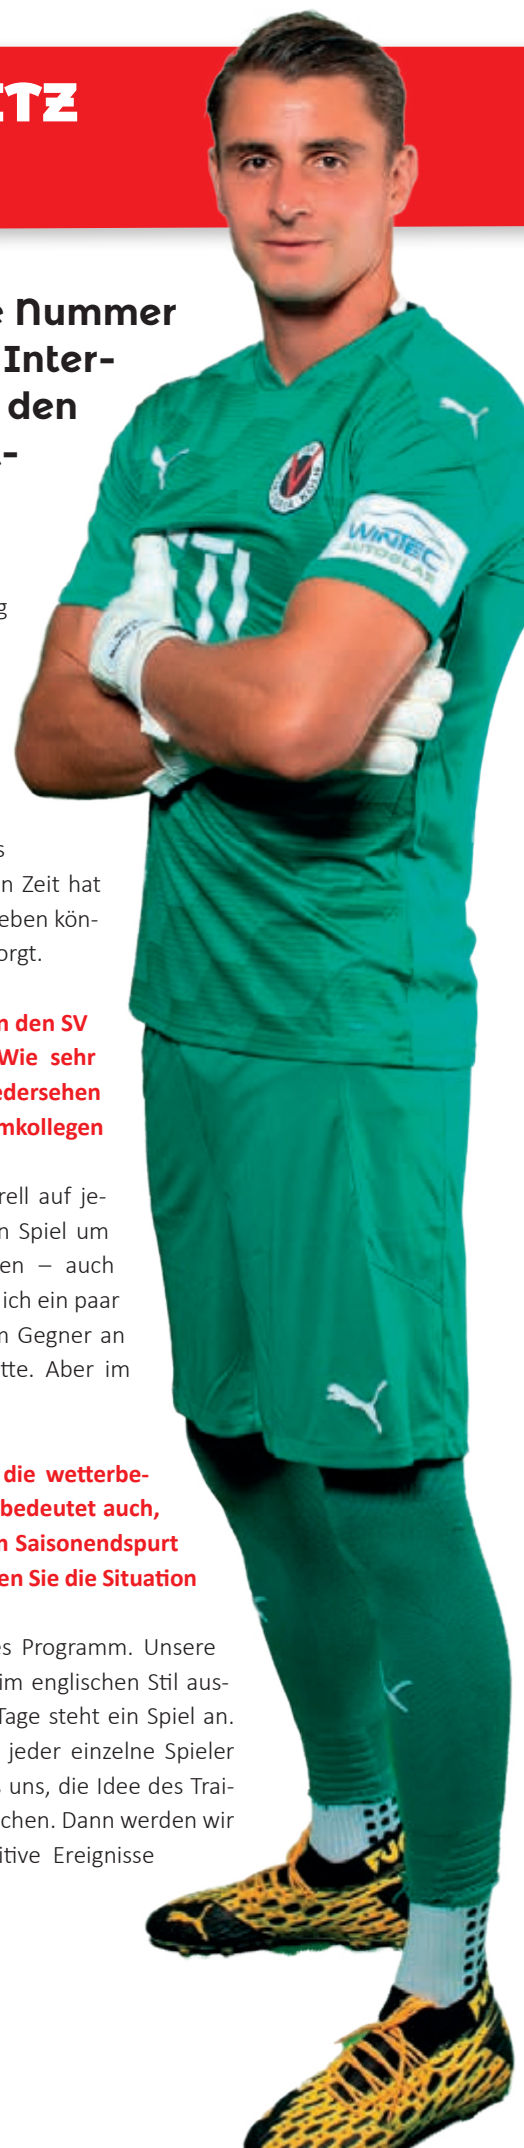 TZ
e Nummer
Inter-
den
g
s
n Zeit hat
eben kön-
orgt.
n den SV
Wie sehr
edersehen
mkollegen
rell auf je-
n Spiel um
en – auch
ich ein paar
n Gegner an
tte. Aber im
die wetterbe-
bedeutet auch,
n Saisonendspurt
en Sie die Situation
es Programm. Unsere
im englischen Stil aus-
Tage steht ein Spiel an.
jeder einzelne Spieler
s uns, die Idee des Trai-
chen. Dann werden wir
itive Ereignisse
WINTEC
AUTOGLAS
ETL
V